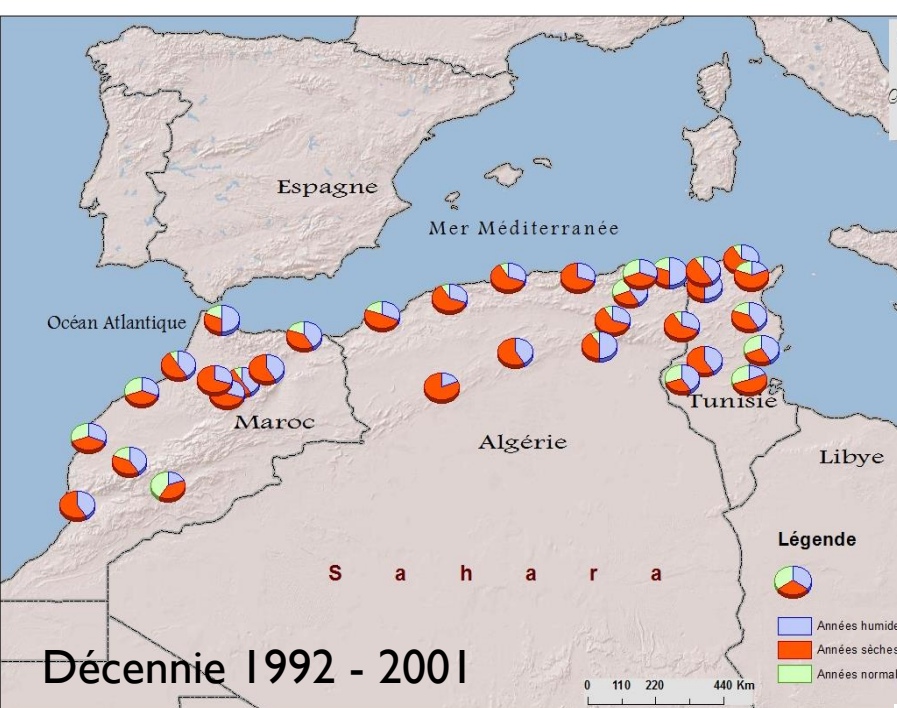 Espagne
Mer Méditerranée
Océan Atlantique
Maroc
Tunisie
Algérie
Libye
Légende
S a h a r a
Années humide
Années sèches
Années normal
Décennie 1992 - 2001
0 110 220 440 Km